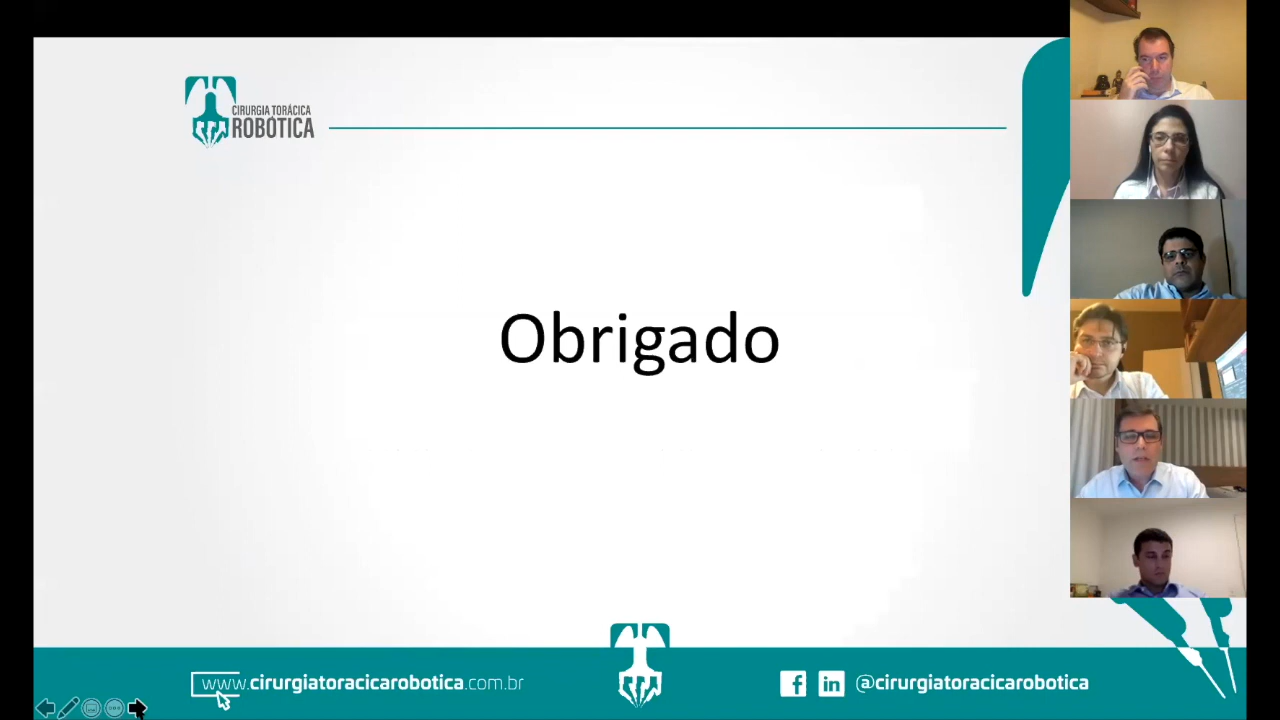 CIRURGIA TORÁCICA
ROBÓTICA
Obrigado
www.cirurgiatoracicarobotica.com.br
@cirurgiatoracicarobotica